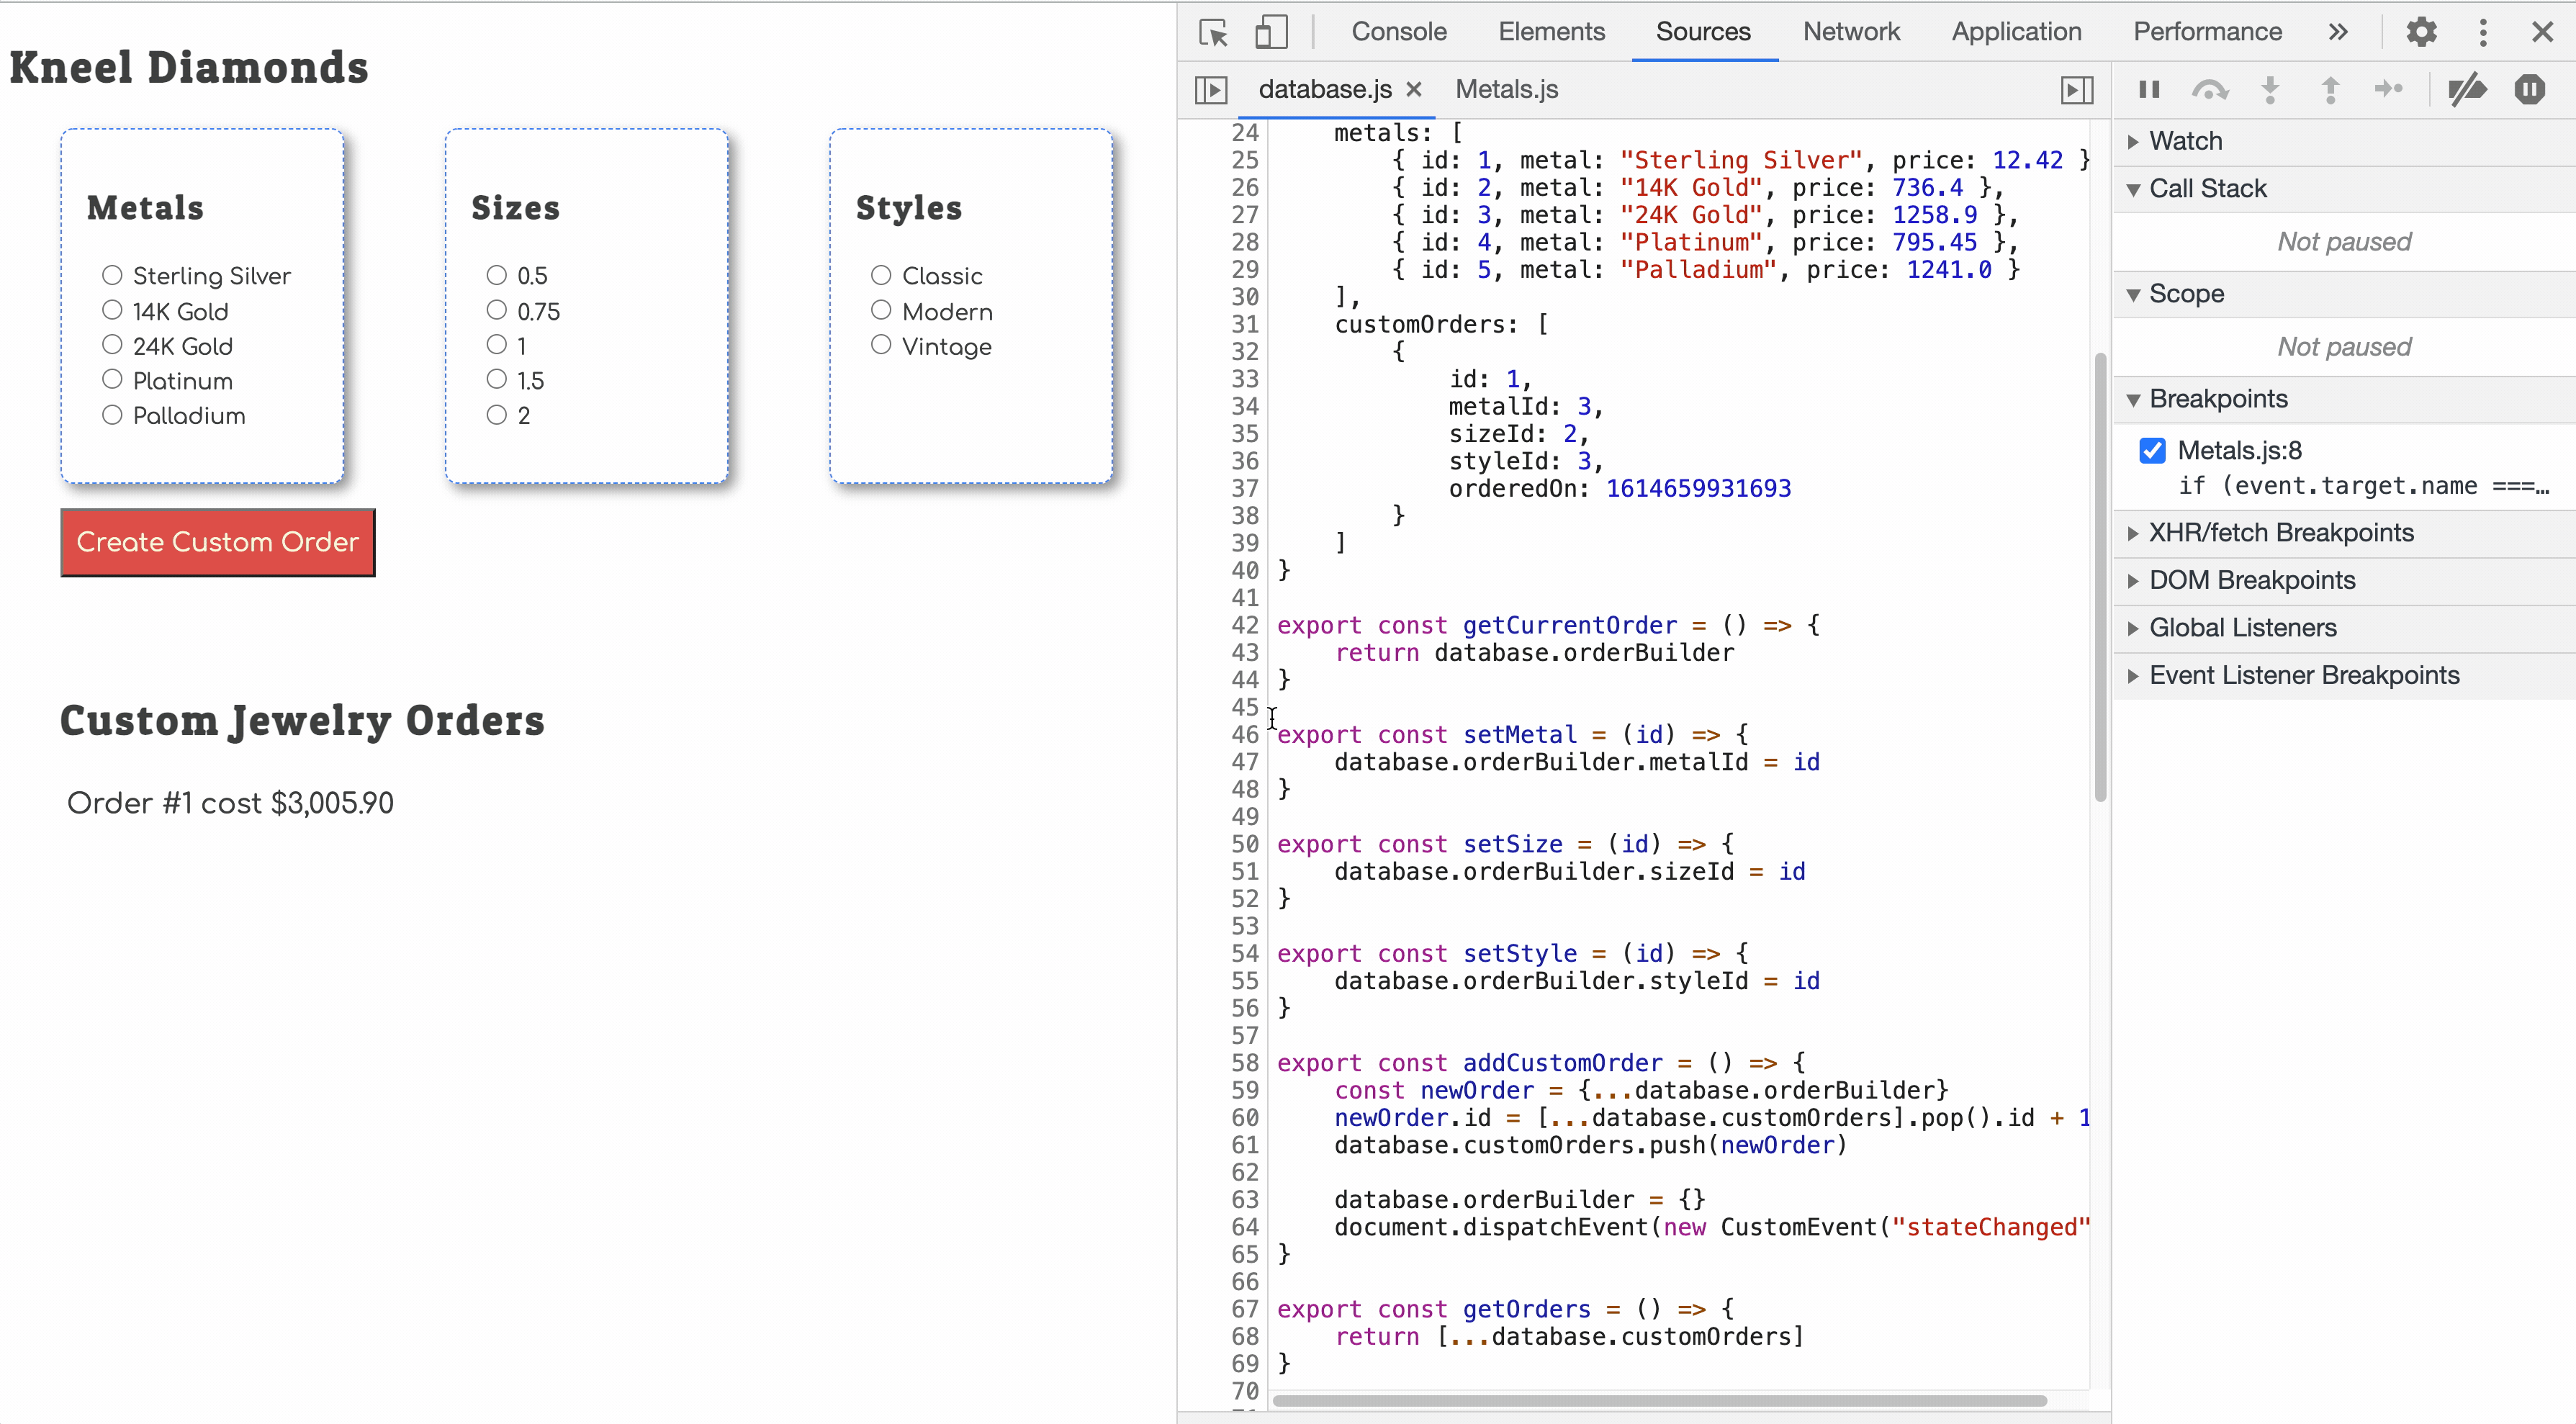 Kneel Diamonds
Metals
Sterling Silver
14K Gold
24K Gold
Platinum
Palladium
Sizes
0.5
0.75
1
1.5
2
Styles
Classic
Modern
Vintage
Create Custom Order
Custom Jewelry Orders
Order #1 cost $3,005.90
Console Elements Sources Network Application Performance »
database.js × Metals.js
24 metals: [
25 { id: 1, metal: "Sterling Silver", price: 12.42 }
26 { id: 2, metal: "14K Gold", price: 736.4 },
27 { id: 3, metal: "24K Gold", price: 1258.9 },
28 { id: 4, metal: "Platinum", price: 795.45 },
29 { id: 5, metal: "Palladium", price: 1241.0 }
30 ],
31 customOrders: [
32 {
33 id: 1,
34 metalId: 3,
35 sizeId: 2,
36 styleId: 3,
37 orderedOn: 1614659931693
38 }
39 ]
40 }
41
42 export const getCurrentOrder = () => {
43 return database.orderBuilder
44 }
45
46 export const setMetal = (id) => {
47 database.orderBuilder.metalId = id
48 }
49
50 export const setSize = (id) => {
51 database.orderBuilder.sizeId = id
52 }
53
54 export const setStyle = (id) => {
55 database.orderBuilder.styleId = id
56 }
57
58 export const addCustomOrder = () => {
59 const newOrder = {...database.orderBuilder}
60 newOrder.id = [...database.customOrders].pop().id + 1
61 database.customOrders.push(newOrder)
62
63 database.orderBuilder = {}
64 document.dispatchEvent(new CustomEvent("stateChanged"
65 }
66
67 export const getOrders = () => {
68 return [...database.customOrders]
69 }
70
Watch
Call Stack
Not paused
Scope
Not paused
Breakpoints
Metals.js:8
if (event.target.name ===…
XHR/fetch Breakpoints
DOM Breakpoints
Global Listeners
Event Listener Breakpoints